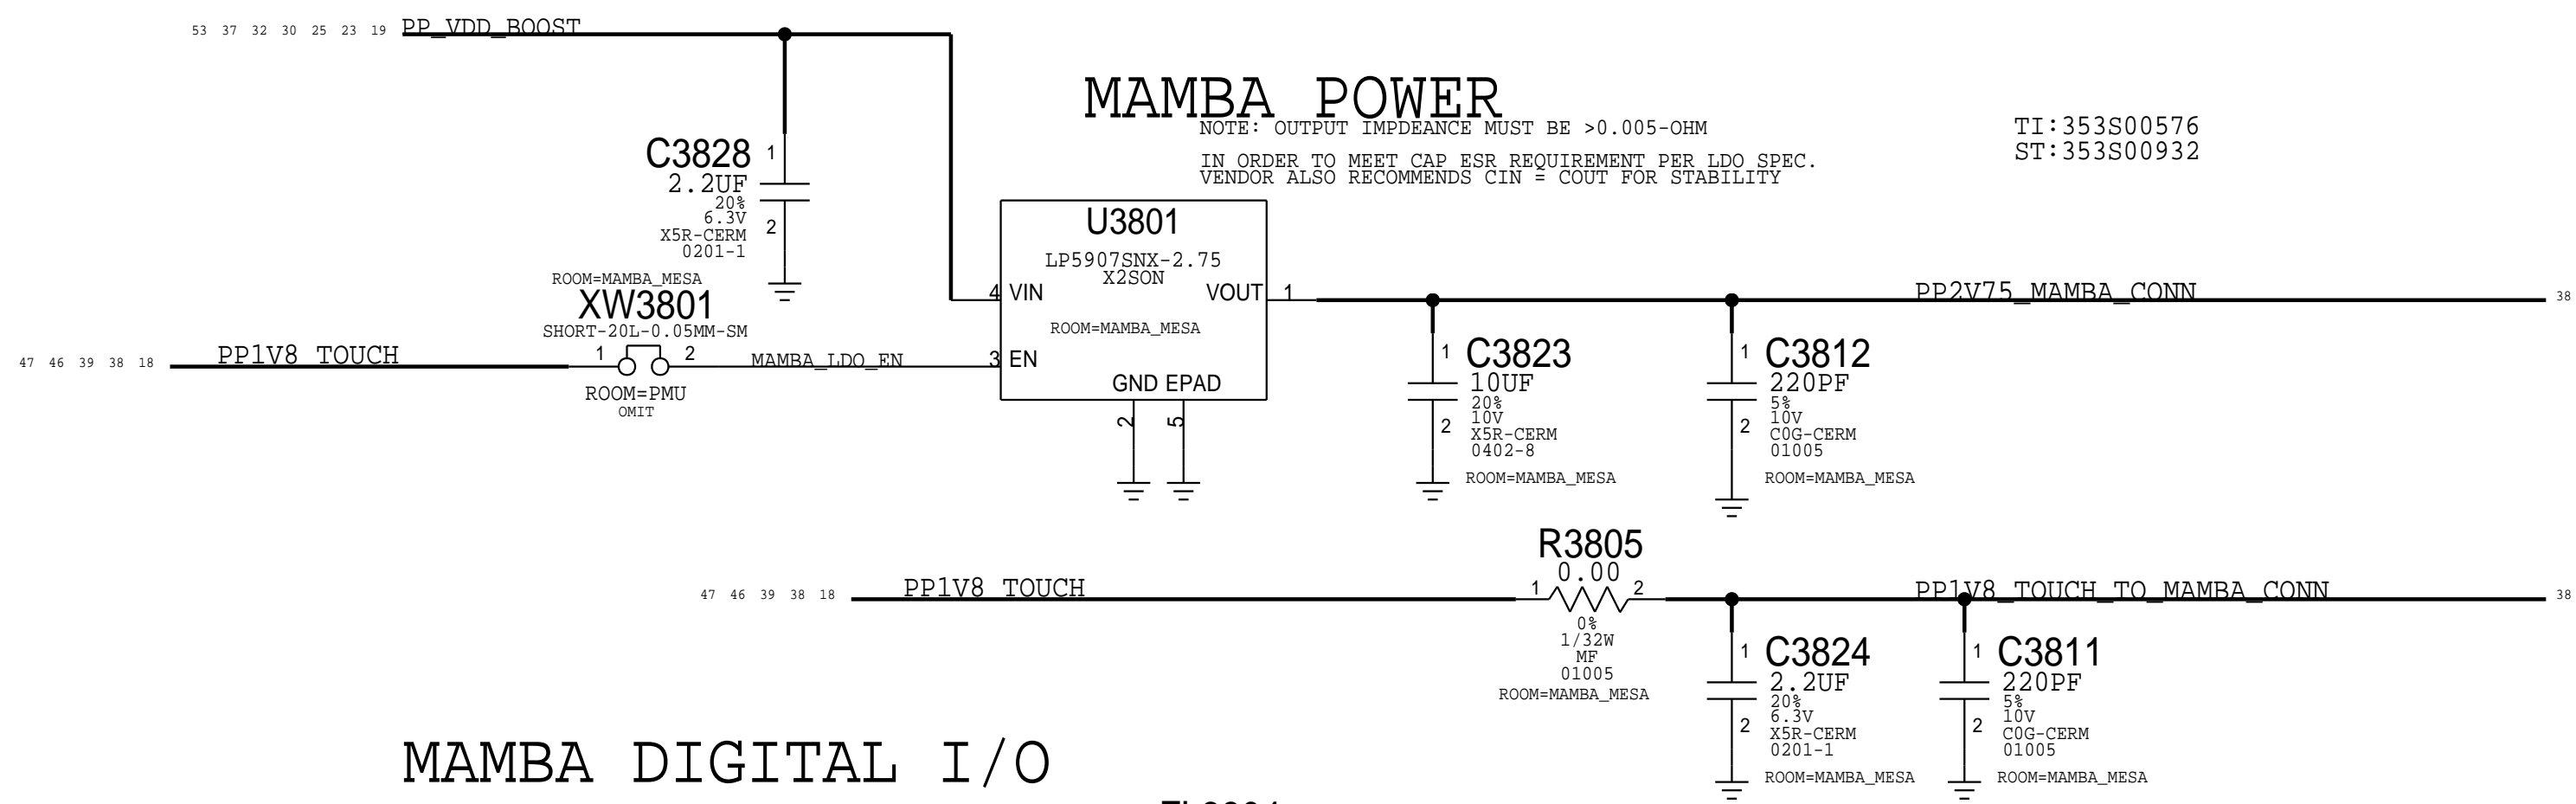 53 37 32 30 25 23 19 PP_VDD_BOOST
MAMBA POWER
NOTE: OUTPUT IMPDEANCE MUST BE >0.005-OHM
IN ORDER TO MEET CAP ESR REQUIREMENT PER LDO SPEC.
VENDOR ALSO RECOMMENDS CIN = COUT FOR STABILITY
TI:353S00576
ST:353S00932
C3828
2.2UF
20%
6.3V
X5R-CERM
0201-1
1
2
ROOM=MAMBA_MESA
XW3801
SHORT-20L-0.05MM-SM
1 2
ROOM=PMU
OMIT
47 46 39 38 18 PP1V8_TOUCH
MAMBA_LDO_EN
U3801
LP5907SNX-2.75
X2SON
4 VIN VOUT 1
ROOM=MAMBA_MESA
3 EN
GND EPAD
2 5
PP2V75_MAMBA_CONN 38
1 C3823
10UF
20%
10V
2 X5R-CERM
0402-8
ROOM=MAMBA_MESA
1 C3812
220PF
5%
10V
2 C0G-CERM
01005
ROOM=MAMBA_MESA
47 46 39 38 18 PP1V8_TOUCH
R3805
0.00
1 2
0%
1/32W
MF
01005
ROOM=MAMBA_MESA
PP1V8_TOUCH_TO_MAMBA_CONN 38
1 C3824
2.2UF
20%
6.3V
2 X5R-CERM
0201-1
ROOM=MAMBA_MESA
1 C3811
220PF
5%
10V
2 C0G-CERM
01005
ROOM=MAMBA_MESA
MAMBA DIGITAL I/O